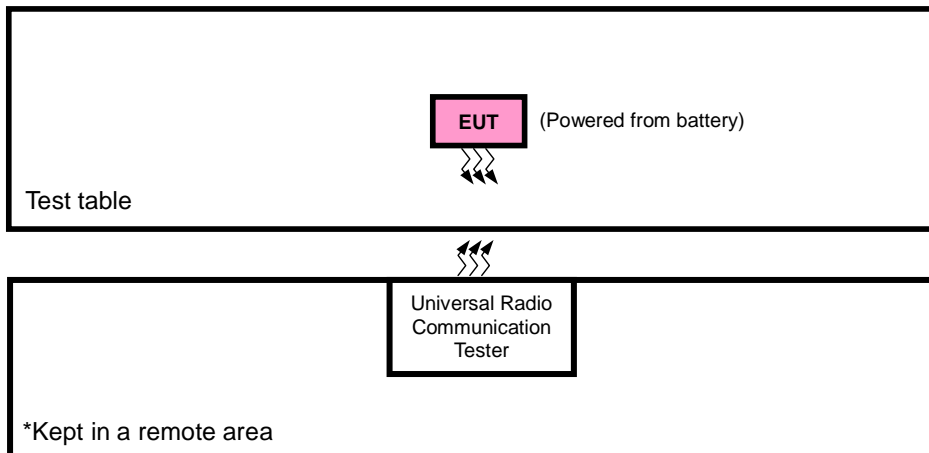 EUT
(Powered from battery)
Test table
Universal Radio
Communication
Tester
*Kept in a remote area